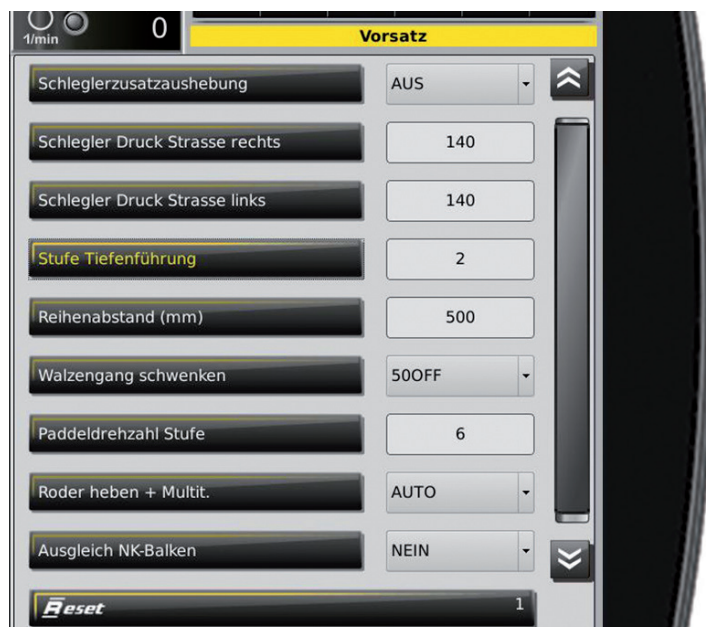 1/min 0
Vorsatz
Schleglerzusatzaushebung AUS
Schlegler Druck Strasse rechts 140
Schlegler Druck Strasse links 140
Stufe Tiefenführung 2
Reihenabstand (mm) 500
Walzengang schwenken 50OFF
Paddeldrehzahl Stufe 6
Roder heben + Multit. AUTO
Ausgleich NK-Balken NEIN
Reset 1